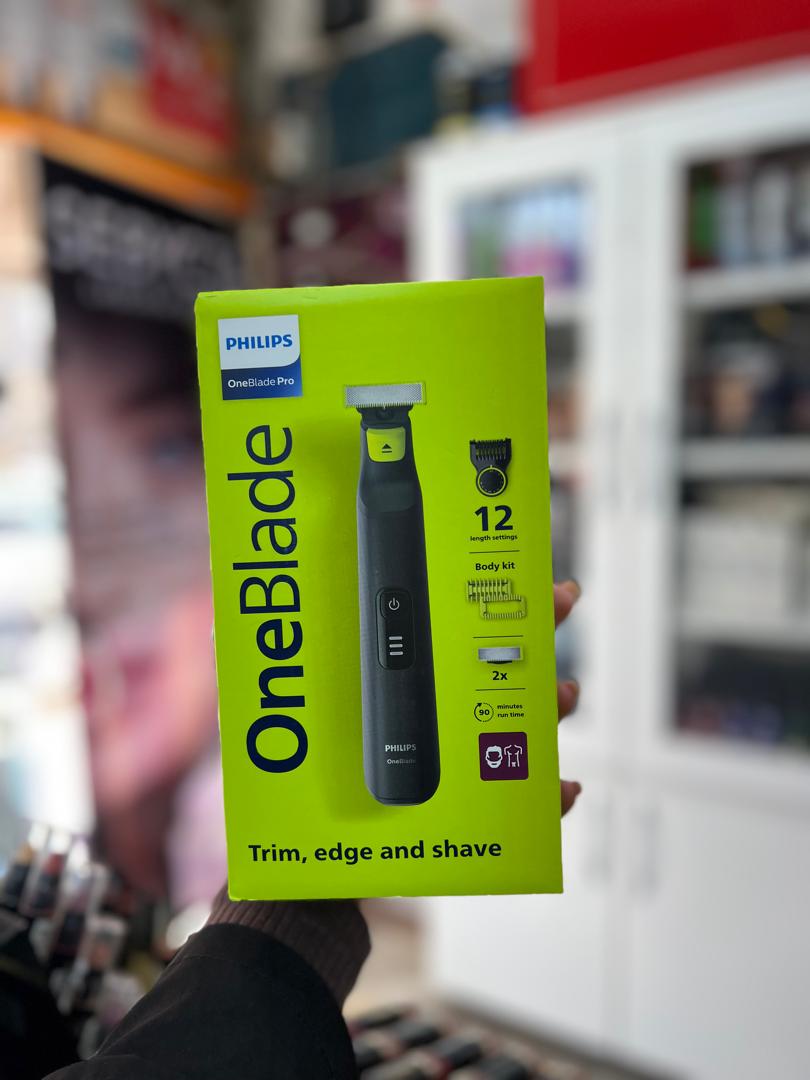 PHILIPS
OneBlade Pro
OneBlade
12
length settings
Body kit
2x
90
minutes
run time
PHILIPS
OneBlade
Trim, edge and shave